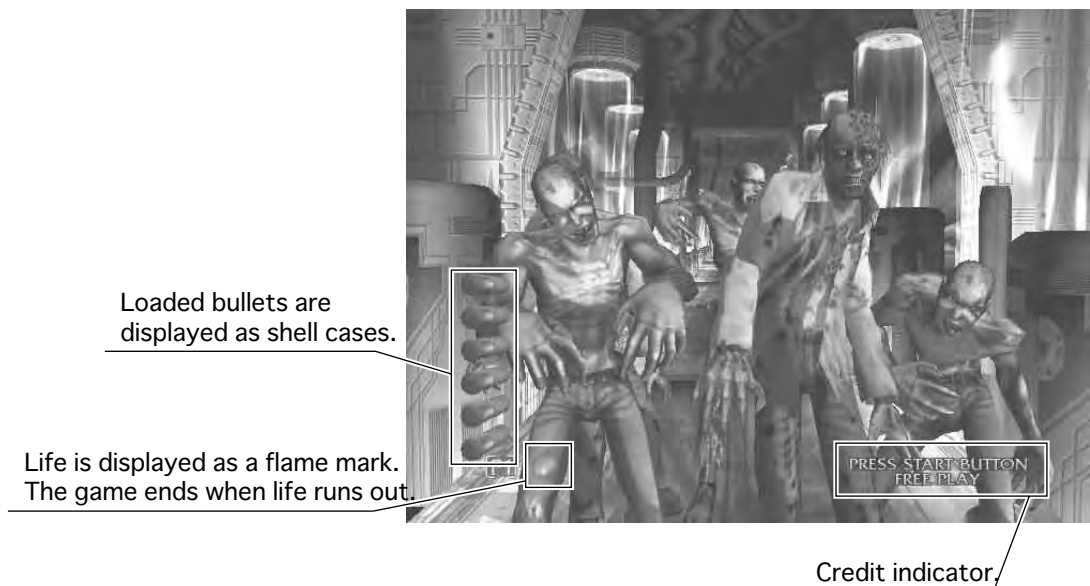 Loaded bullets are
displayed as shell cases.
Life is displayed as a flame mark.
The game ends when life runs out.
PRESS START BUTTON
FREE PLAY
Credit indicator.